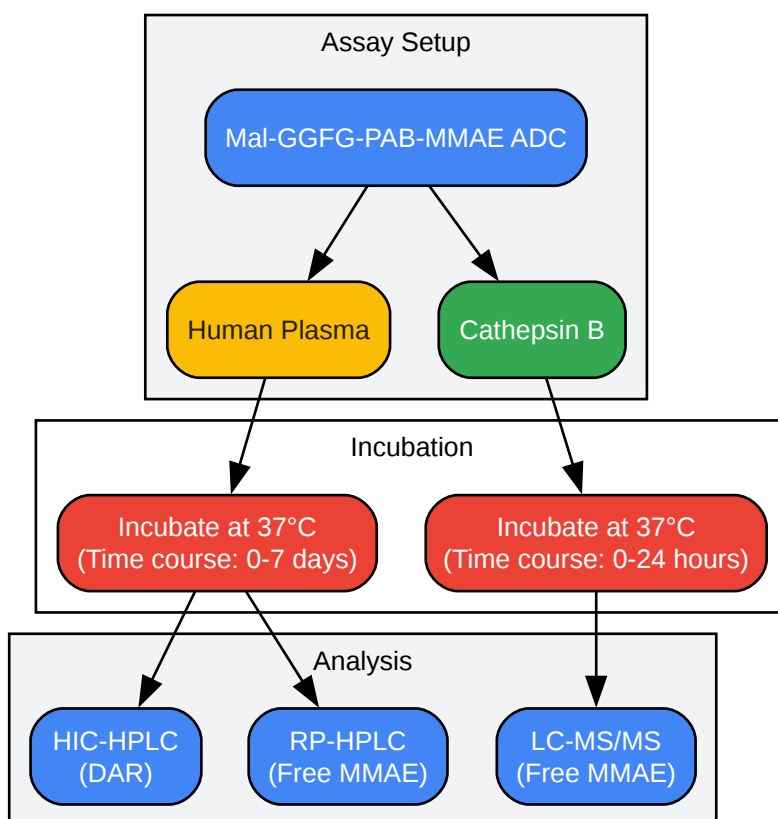 Assay Setup
Mal-GGFG-PAB-MMAE ADC
Human Plasma
Cathepsin B
Incubation
Incubate at 37°C
(Time course: 0-7 days)
Incubate at 37°C
(Time course: 0-24 hours)
Analysis
HIC-HPLC
(DAR)
RP-HPLC
(Free MMAE)
LC-MS/MS
(Free MMAE)